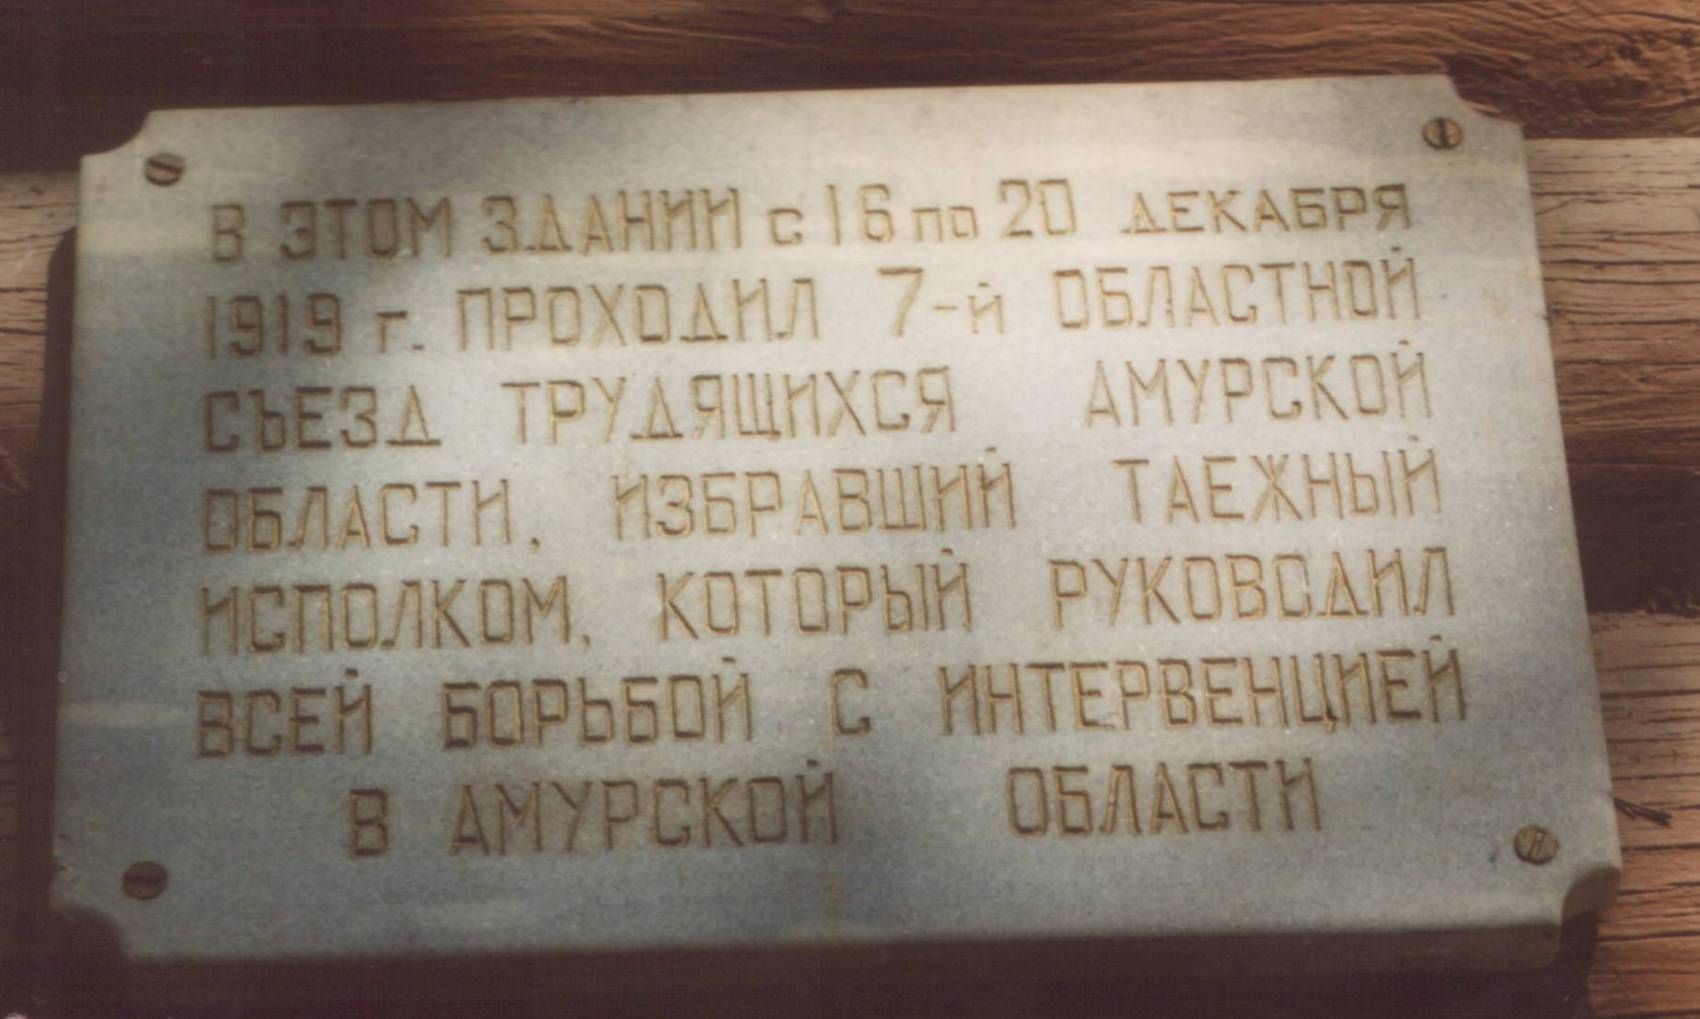 В ЭТОМ ЗДАНИИ с 16 по 20 ДЕКАБРЯ
1919 г. ПРОХОДИЛ 7-й ОБЛАСТНОЙ
СЪЕЗД ТРУДЯЩИХСЯ АМУРСКОЙ
ОБЛАСТИ, ИЗБРАВШИЙ ТАЕЖНЫЙ
ИСПОЛКОМ, КОТОРЫЙ РУКОВОДИЛ
ВСЕЙ БОРЬБОЙ С ИНТЕРВЕНЦИЕЙ
В АМУРСКОЙ ОБЛАСТИ